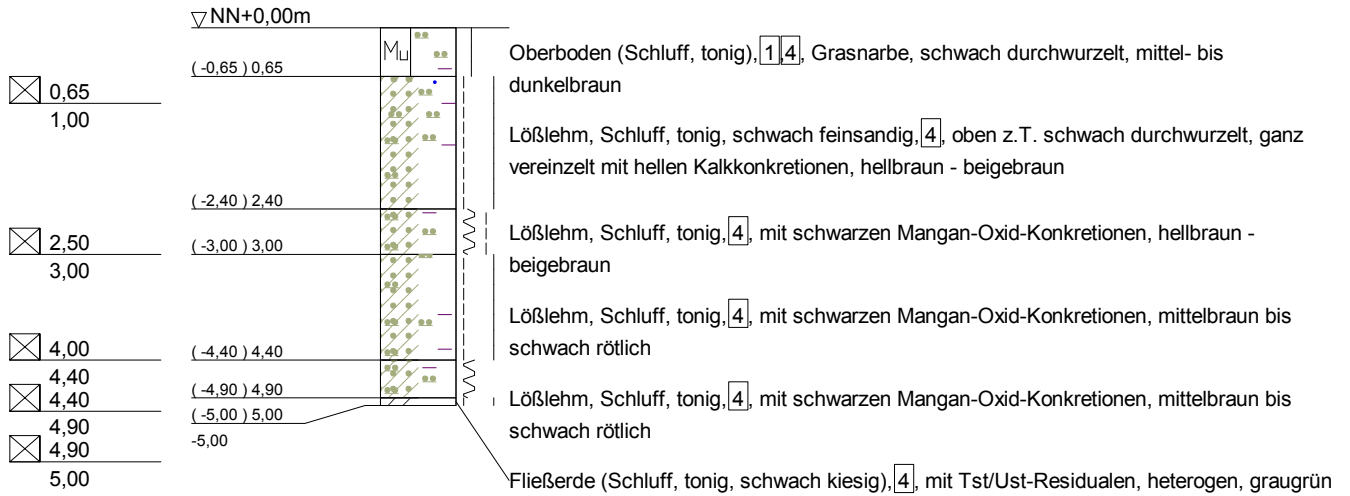 NN+0,00m
Mu
Oberboden (Schluff, tonig), 1 4, Grasnarbe, schwach durchwurzelt, mittel- bis
dunkelbraun
( -0,65 ) 0,65
0,65
1,00
Lößlehm, Schluff, tonig, schwach feinsandig, 4, oben z.T. schwach durchwurzelt, ganz
vereinzelt mit hellen Kalkkonkretionen, hellbraun - beigebraun
( -2,40 ) 2,40
2,50
3,00
( -3,00 ) 3,00
Lößlehm, Schluff, tonig, 4, mit schwarzen Mangan-Oxid-Konkretionen, hellbraun -
beigebraun
Lößlehm, Schluff, tonig, 4, mit schwarzen Mangan-Oxid-Konkretionen, mittelbraun bis
schwach rötlich
4,00
4,40
( -4,40 ) 4,40
4,40
4,90
( -4,90 ) 4,90
Lößlehm, Schluff, tonig, 4, mit schwarzen Mangan-Oxid-Konkretionen, mittelbraun bis
schwach rötlich
( -5,00 ) 5,00
-5,00
4,90
5,00
Fließerde (Schluff, tonig, schwach kiesig), 4, mit Tst/Ust-Residualen, heterogen, graugrün